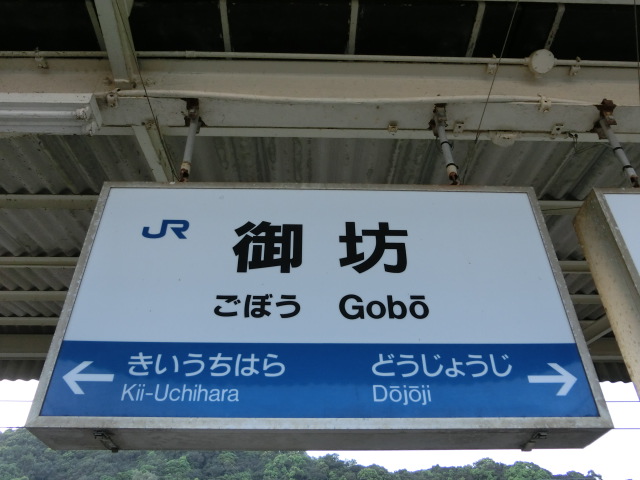 JR
御坊
ごぼう Gobō
きいうちはら どうじょうじ
Kii-Uchihara Dōjōji